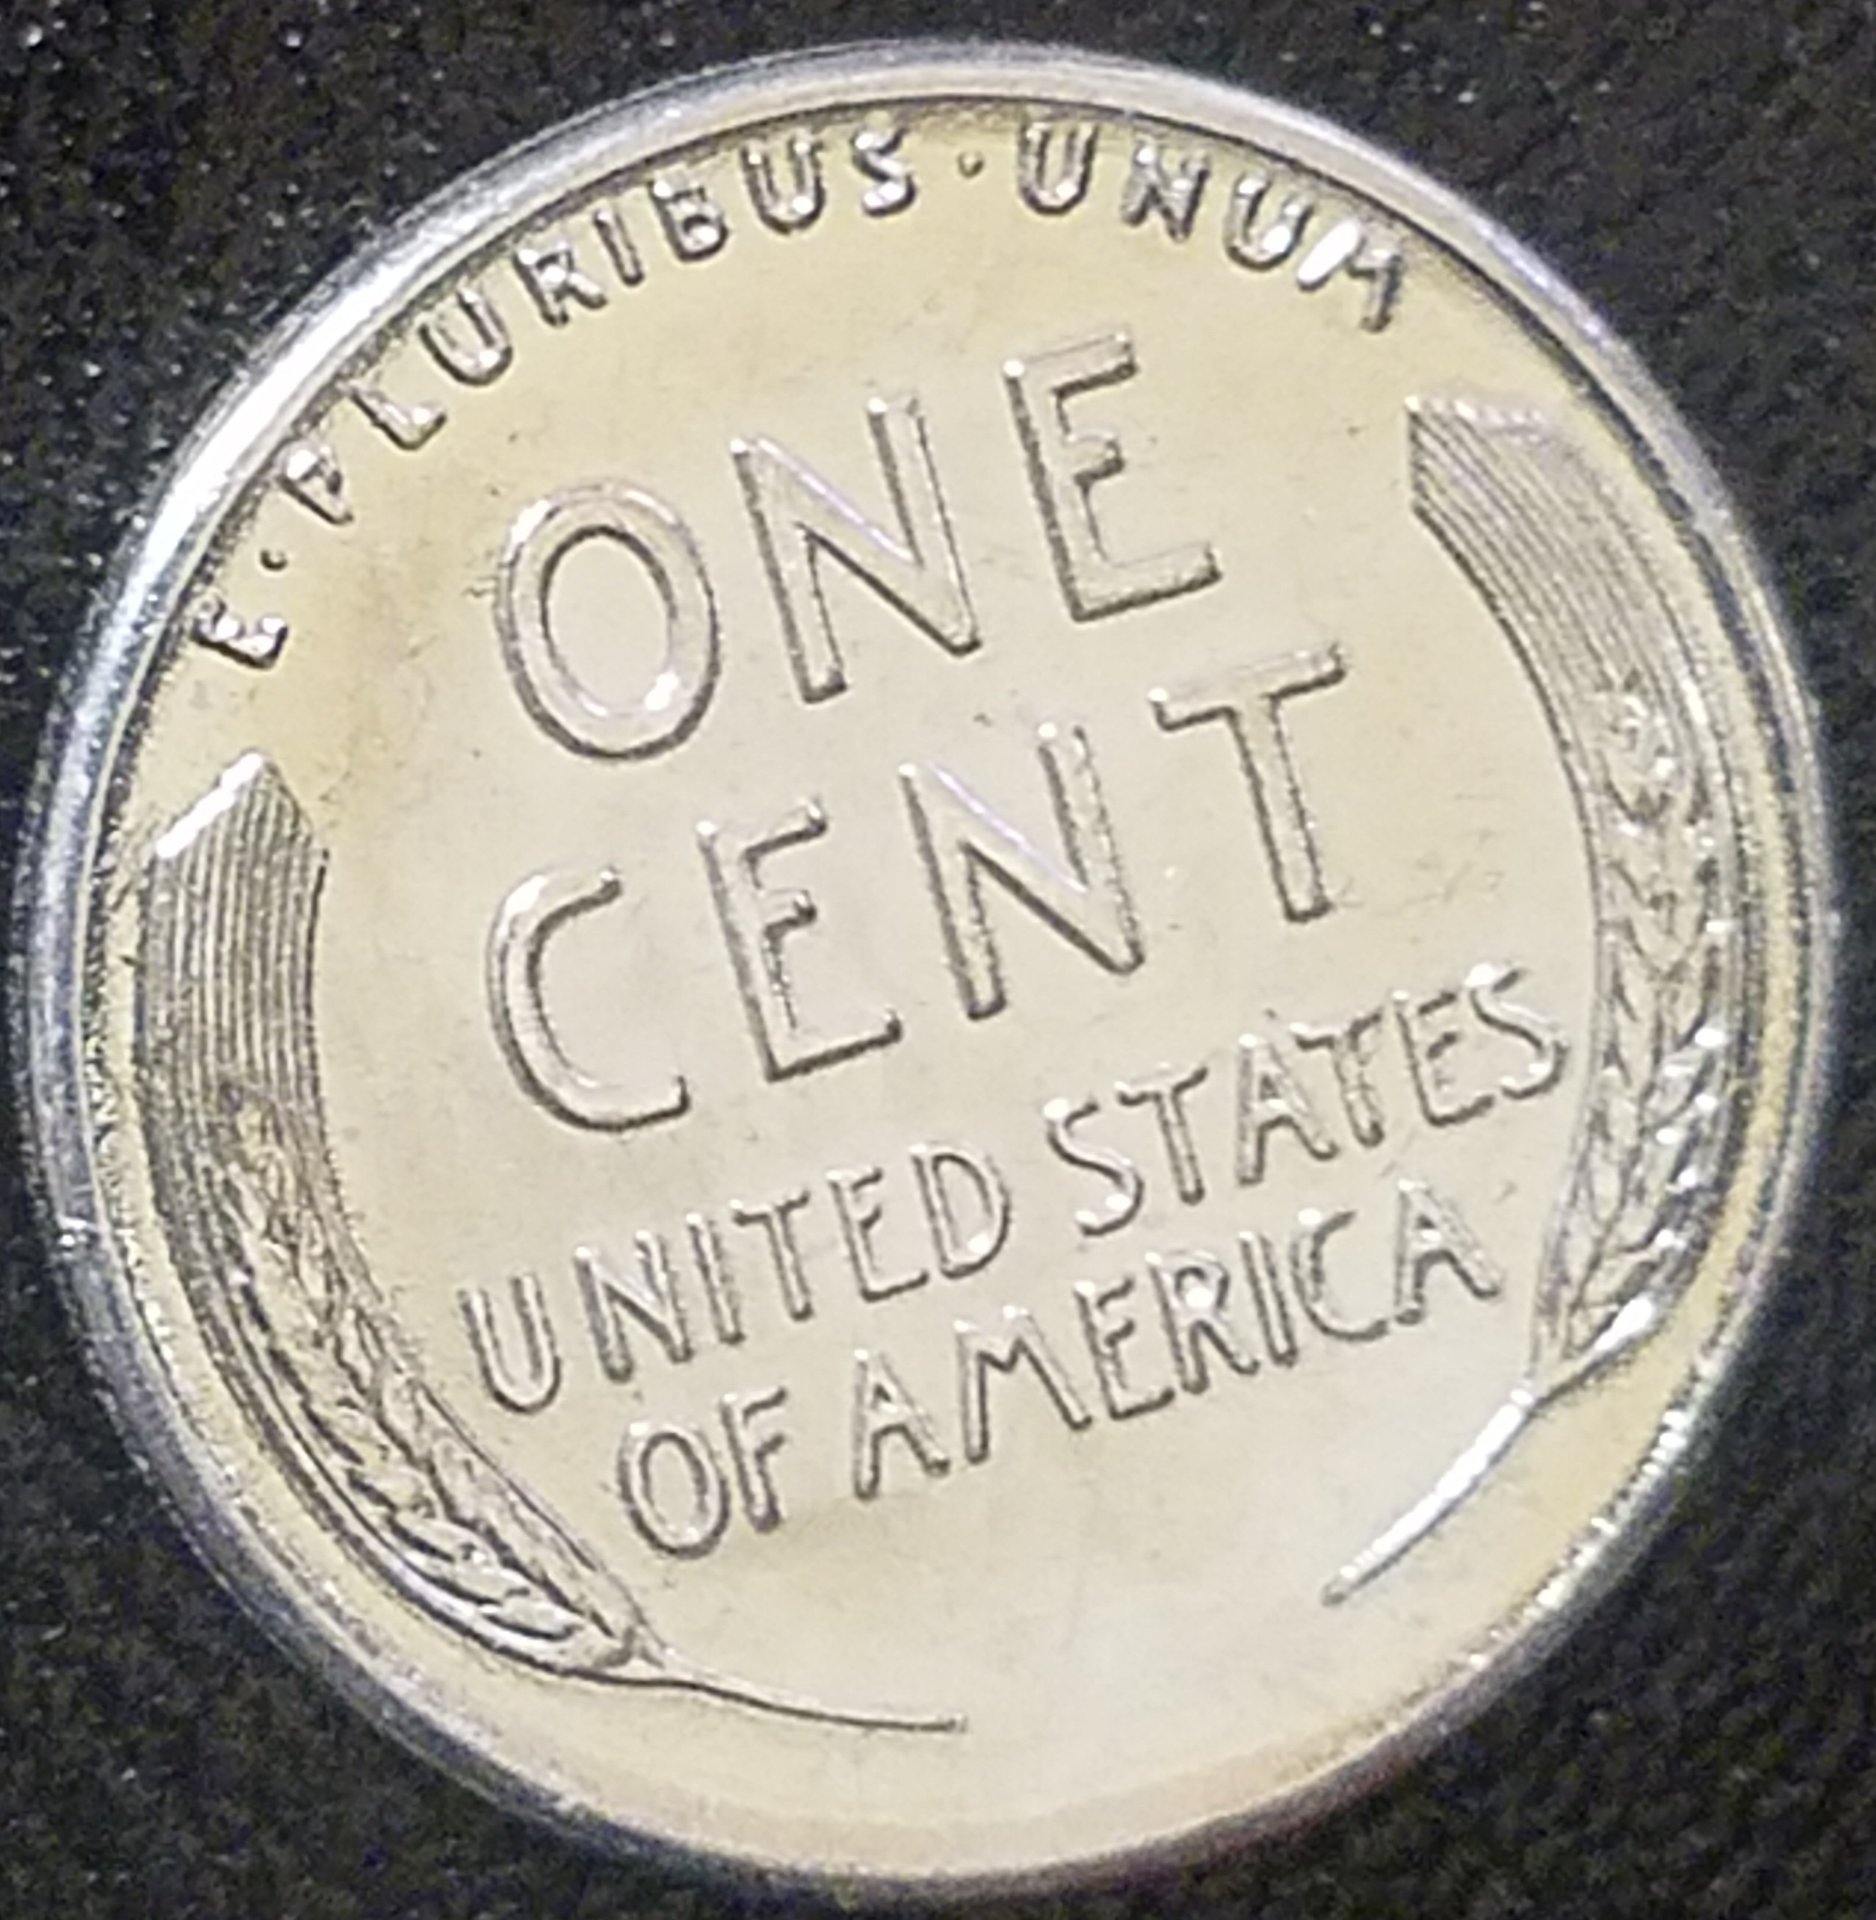 E·PLURIBUS·UNUM
ONE
CENT
UNITED STATES
OF AMERICA